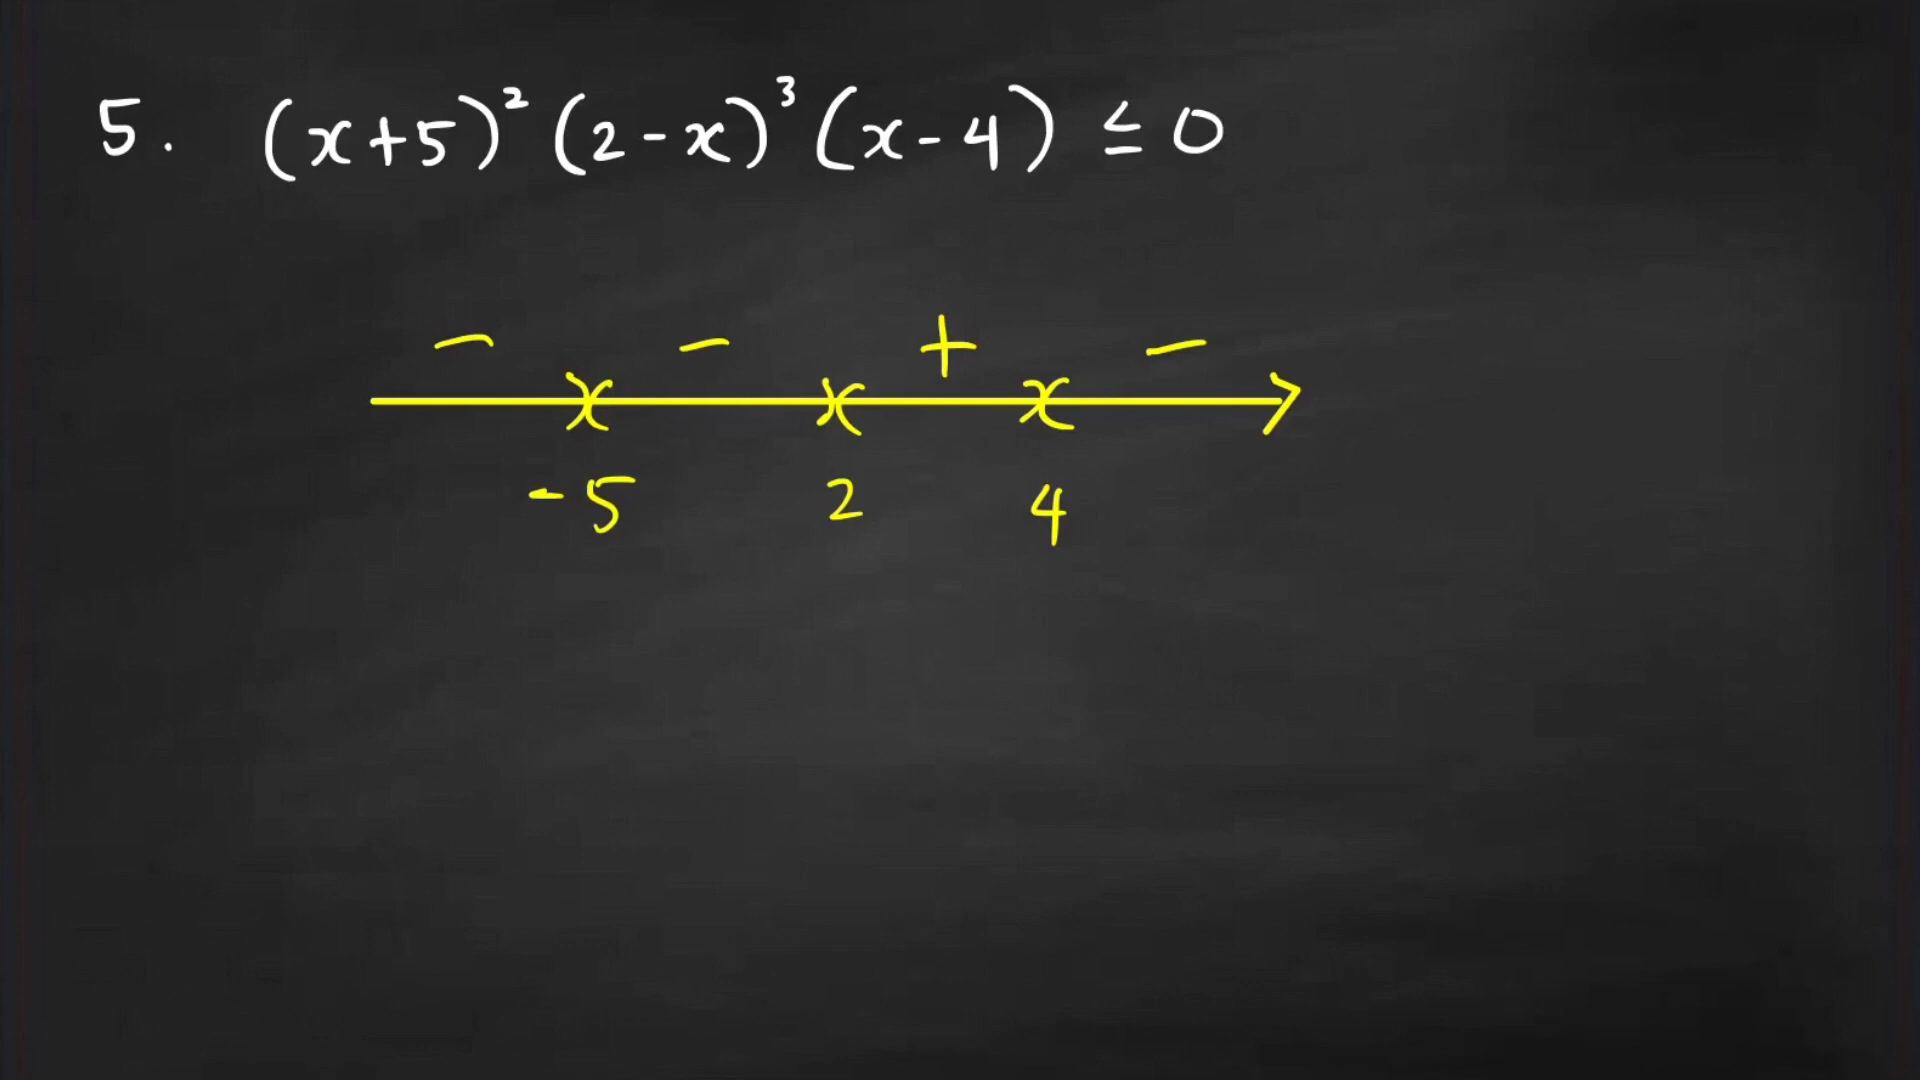 5. (x+5)²(2-x)³(x-4) ≤ 0
- - + -
x x x
-5 2 4